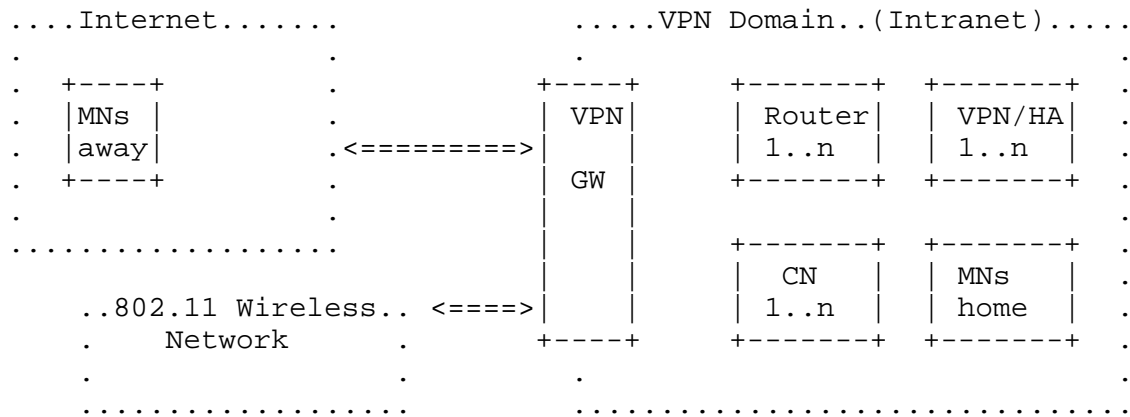 ....Internet.......          .....VPN Domain..(Intranet).....
+----+ +----+ +-------+ +-------+
|MNs | | VPN| | Router| | VPN/HA|
|away| .<=========>| | | 1..n | | 1..n |
+----+ | GW | +-------+ +-------+
................... | | +-------+ +-------+
| | | CN | | MNs |
..802.11 Wireless.. <====>| | | 1..n | | home |
Network +----+ +-------+ +-------+
................... ................................